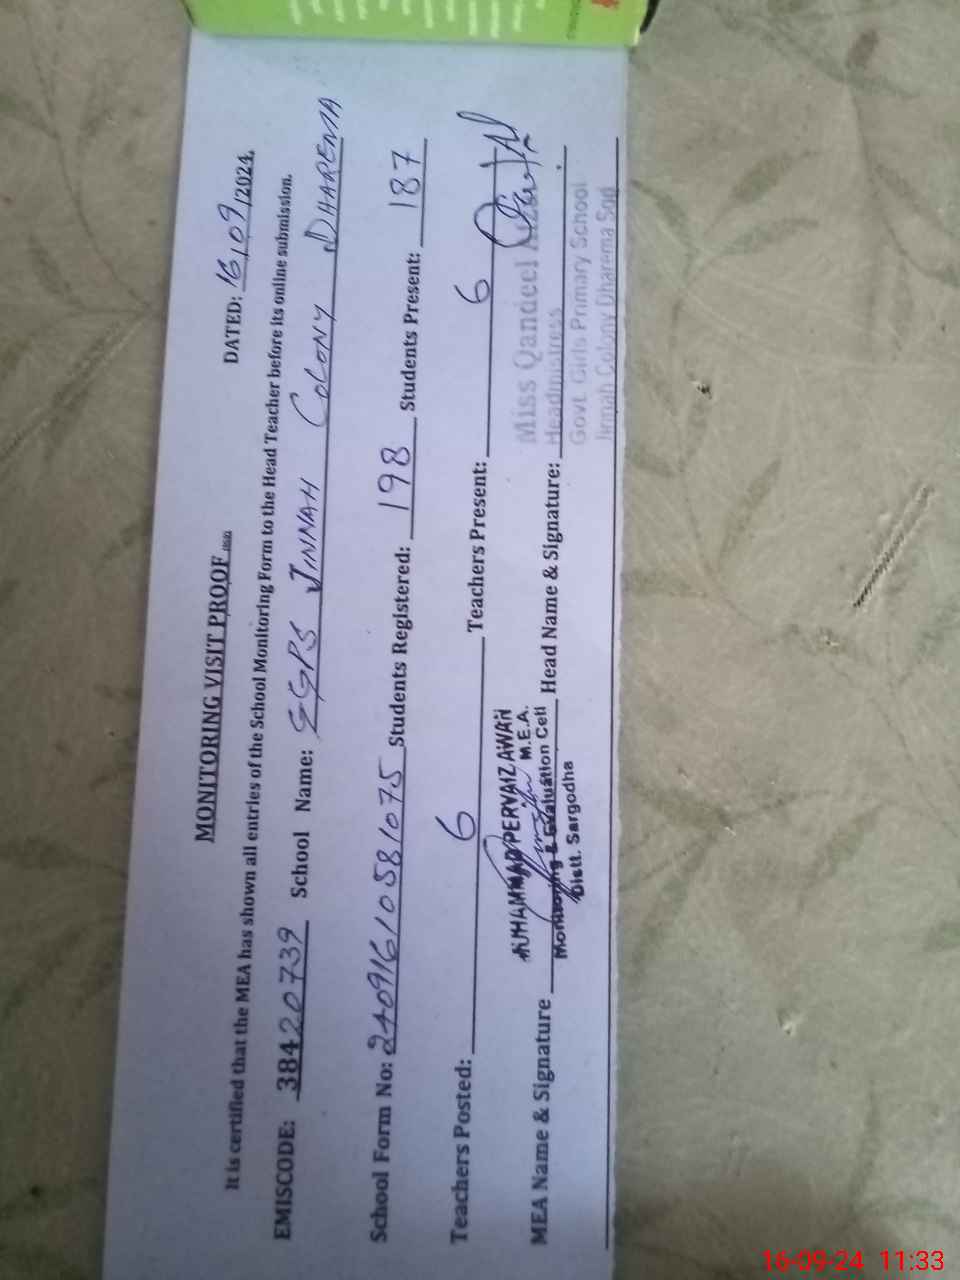 MONITORING VISIT PROOF
DATED: 16/09/2024.
It is certified that the MEA has shown all entries of the School Monitoring Form to the Head Teacher before its online submission.
EMISCODE: 38420739 School Name: GGPS JINNAH COLONY DHAREMA
School Form No: 24091610581075 Students Registered: 198 Students Present: 187
Teachers Posted: 6 Teachers Present: 6
MEA Name & Signature Head Name & Signature:
MUHAMMAD PERVAIZ AWAN
M.E.A.
Monitoring & Evaluation Cell
Distt. Sargodha
Miss Qandeel
Headmistress
Govt. Girls Primary School
Jinnah Colony Dharema Sgd
16-09-24 11:33